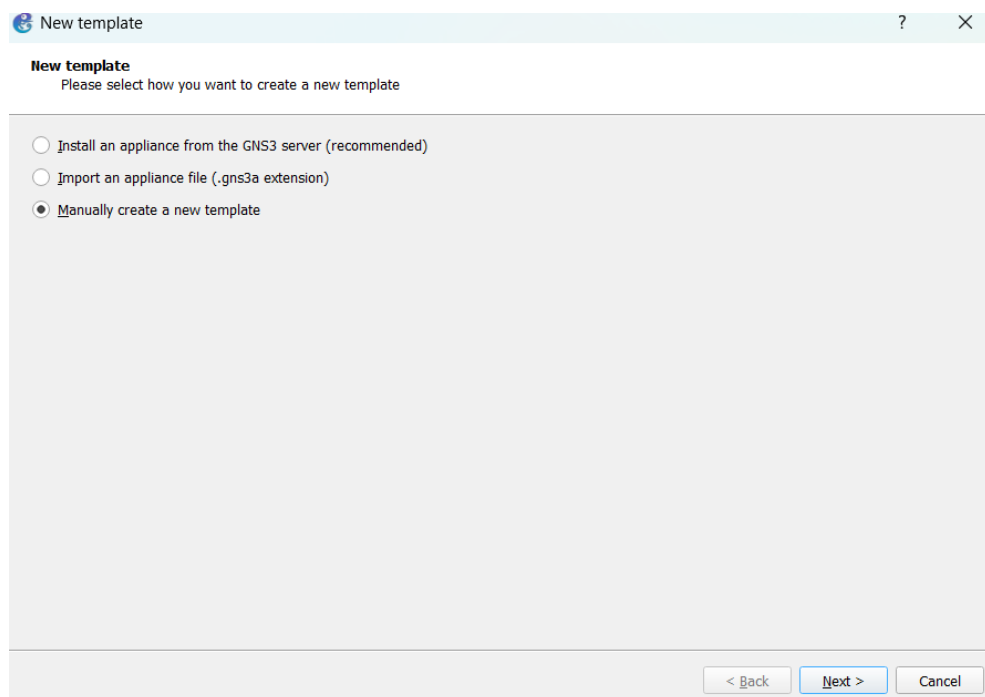 New template
?
New template
Please select how you want to create a new template
Install an appliance from the GNS3 server (recommended)
Import an appliance file (.gns3a extension)
Manually create a new template
< Back
Next >
Cancel